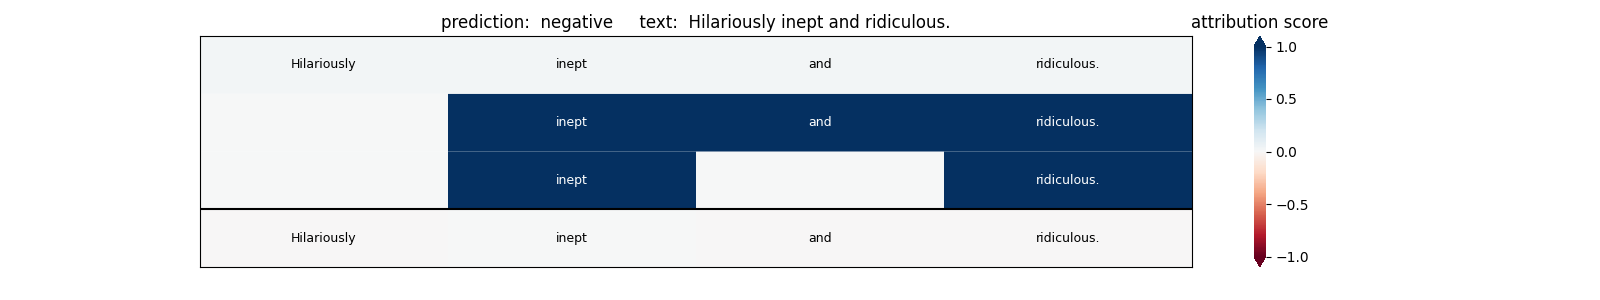 prediction:  negative     text:  Hilariously inept and ridiculous.
attribution score
Hilariously inept and ridiculous.
inept and ridiculous.
inept ridiculous.
Hilariously inept and ridiculous.
1.0
0.5
0.0
−0.5
−1.0